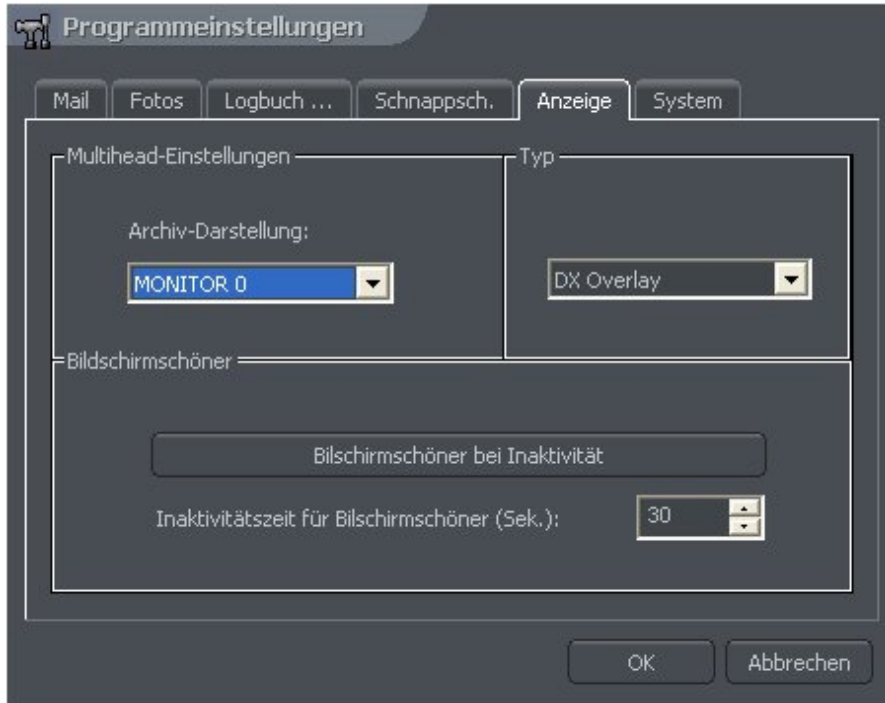 Programmeinstellungen
Mail Fotos Logbuch ... Schnappsch. Anzeige System
Multihead-Einstellungen
Archiv-Darstellung:
MONITOR 0
Typ
DX Overlay
Bildschirmschöner
Bilschirmschöner bei Inaktivität
Inaktivitätszeit für Bilschirmschöner (Sek.): 30
OK Abbrechen